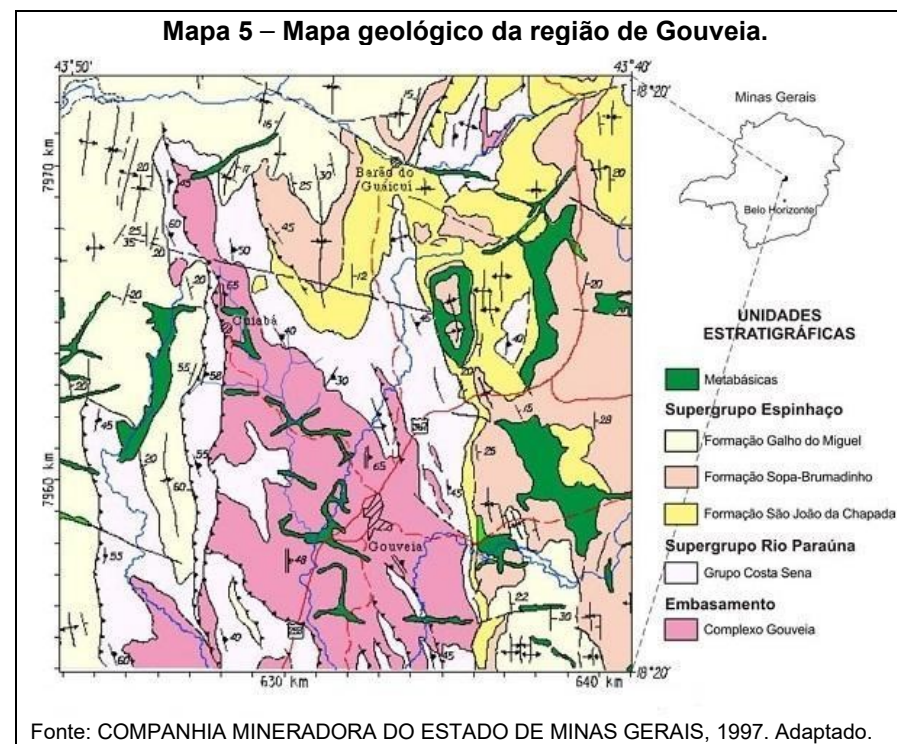 Mapa 5 – Mapa geológico da região de Gouveia.
43°50'
43°40'
18°20'
Minas Gerais
Belo Horizonte
7970 km
7960 km
Barão do
Guaicuí
Cuiabá
Gouveia
259
UNIDADES
ESTRATIGRÁFICAS
Metabásicas
Supergrupo Espinhaço
Formação Galho do Miguel
Formação Sopa-Brumadinho
Formação São João da Chapada
Supergrupo Rio Paraúna
Grupo Costa Sena
Embasamento
Complexo Gouveia
18°20'
630 km
640 km
Fonte: COMPANHIA MINERADORA DO ESTADO DE MINAS GERAIS, 1997. Adaptado.